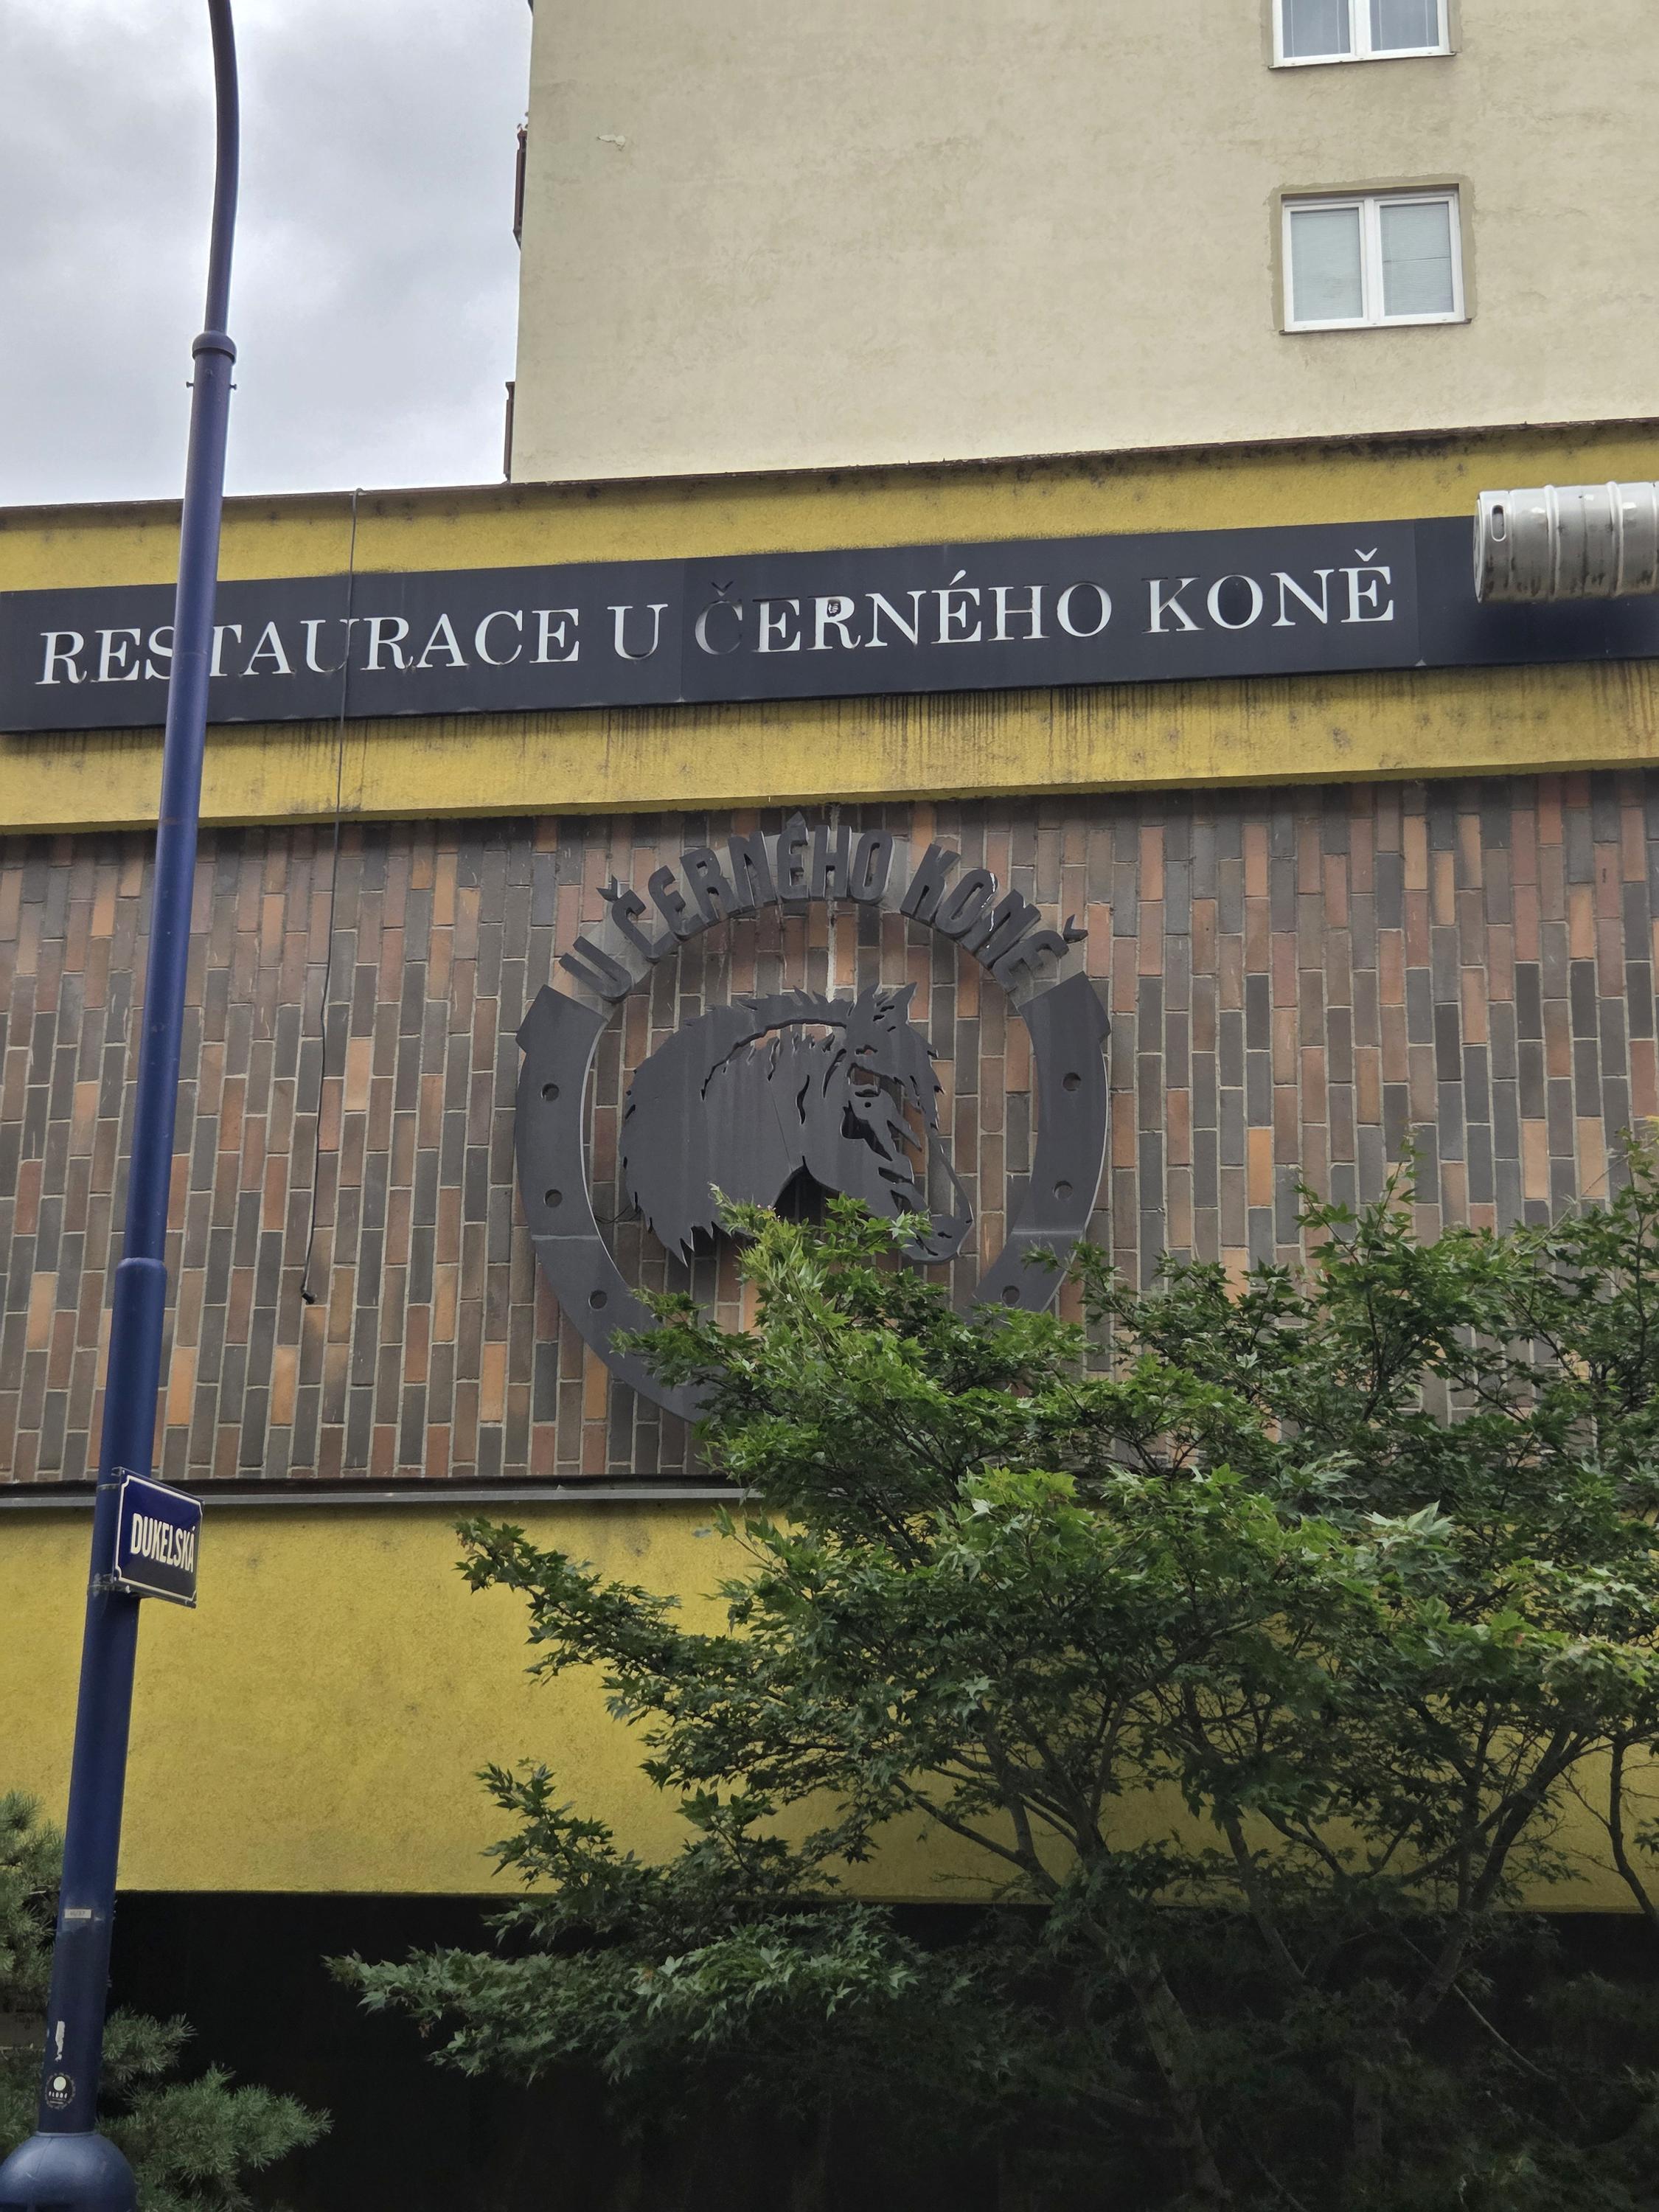 RESTAURACE U ČERNÉHO KONĚ
U ČERNÉHO KONĚ
DUKELSKÁ